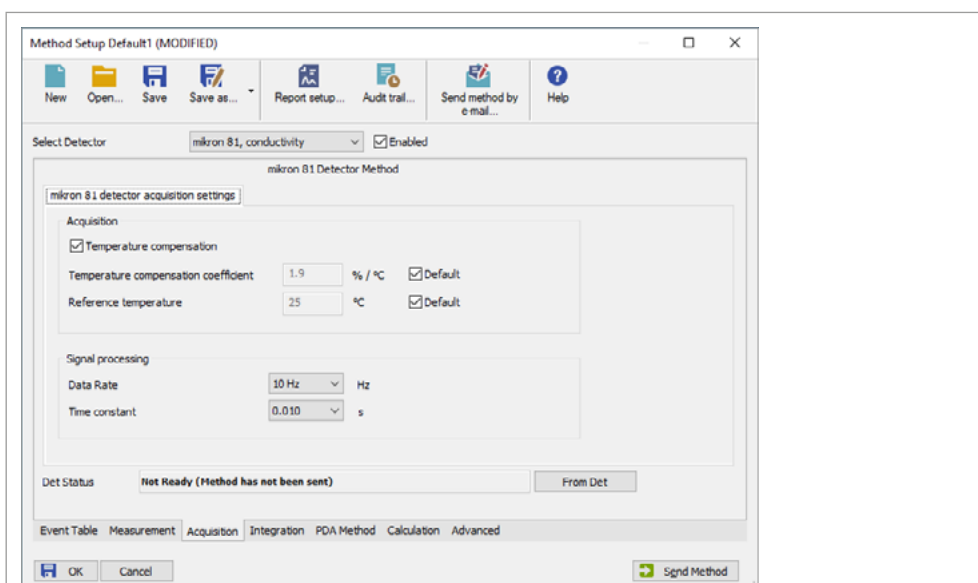 Method Setup Default1 (MODIFIED)
New Open... Save Save as... Report setup... Audit trail... Send method by e-mail... Help
Select Detector mikron 81, conductivity Enabled
mikron 81 Detector Method
mikron 81 detector acquisition settings
Acquisition
Temperature compensation
Temperature compensation coefficient 1.9 % / ºC Default
Reference temperature 25 ºC Default
Signal processing
Data Rate 10 Hz Hz
Time constant 0.010 s
Det Status Not Ready (Method has not been sent) From Det
Event Table Measurement Acquisition Integration PDA Method Calculation Advanced
OK Cancel Send Method